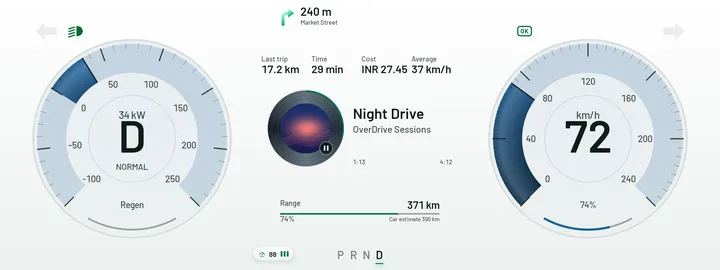 240 m
Market Street
OK
Last trip Time Cost Average
17.2 km 29 min INR 27.45 37 km/h
-100
-50
0
50
100
150
200
250
34 kW
D
NORMAL
Regen
Night Drive
OverDrive Sessions
1:13 4:12
Range 371 km
74% Car estimate 390 km
0
40
80
120
160
200
240
km/h
72
74%
88
P R N D